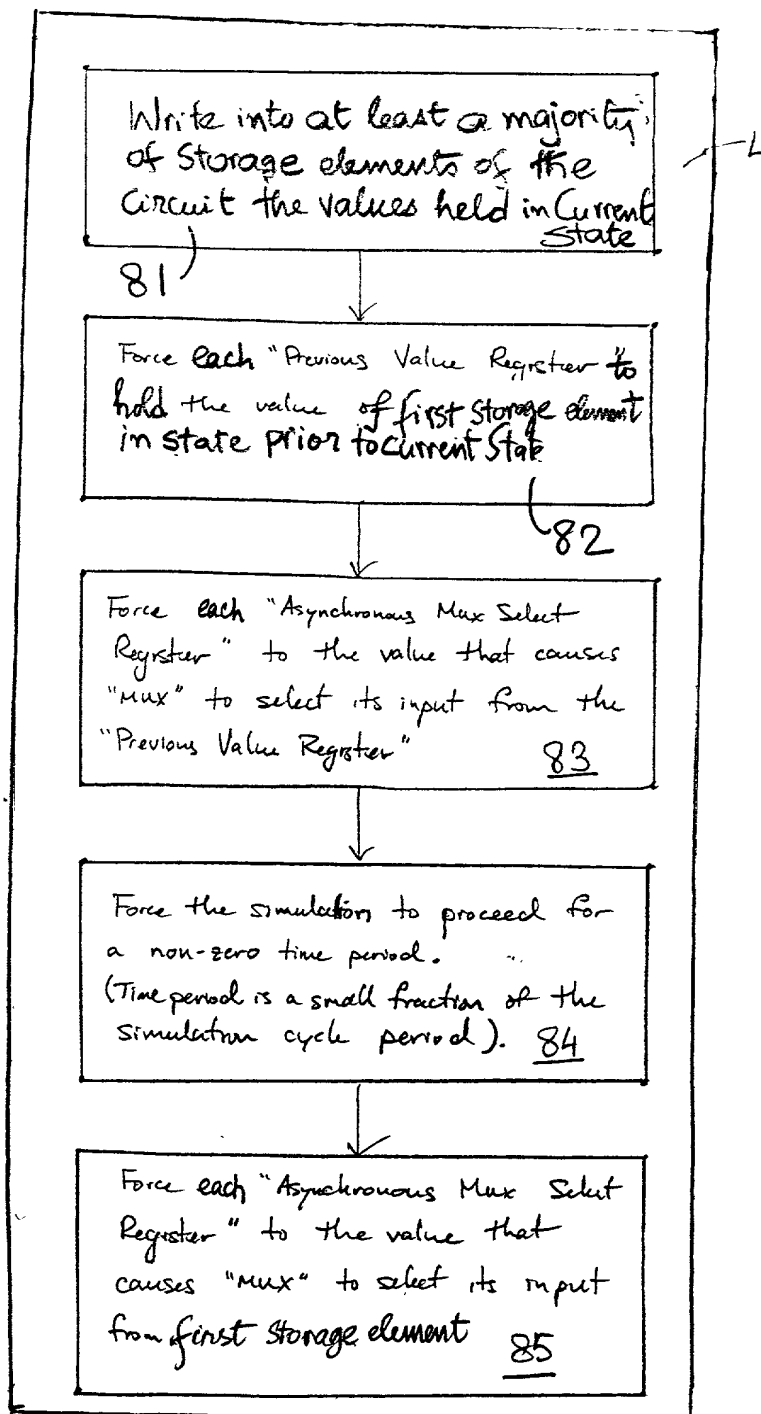 Write into at least a majority
of Storage elements of the
Circuit the values held in Current
State
81
Force each "Previous Value Register" to
hold the value of first storage element
in state prior to current State
82
Force each "Asynchronous Mux Select
Register" to the value that causes
"Mux" to select its input from the
"Previous Value Register"
83
Force the simulation to proceed for
a non-zero time period.
(Time period is a small fraction of the
simulation cycle period).
84
Force each "Asynchronous Mux Select
Register" to the value that
causes "Mux" to select its input
from first storage element
85